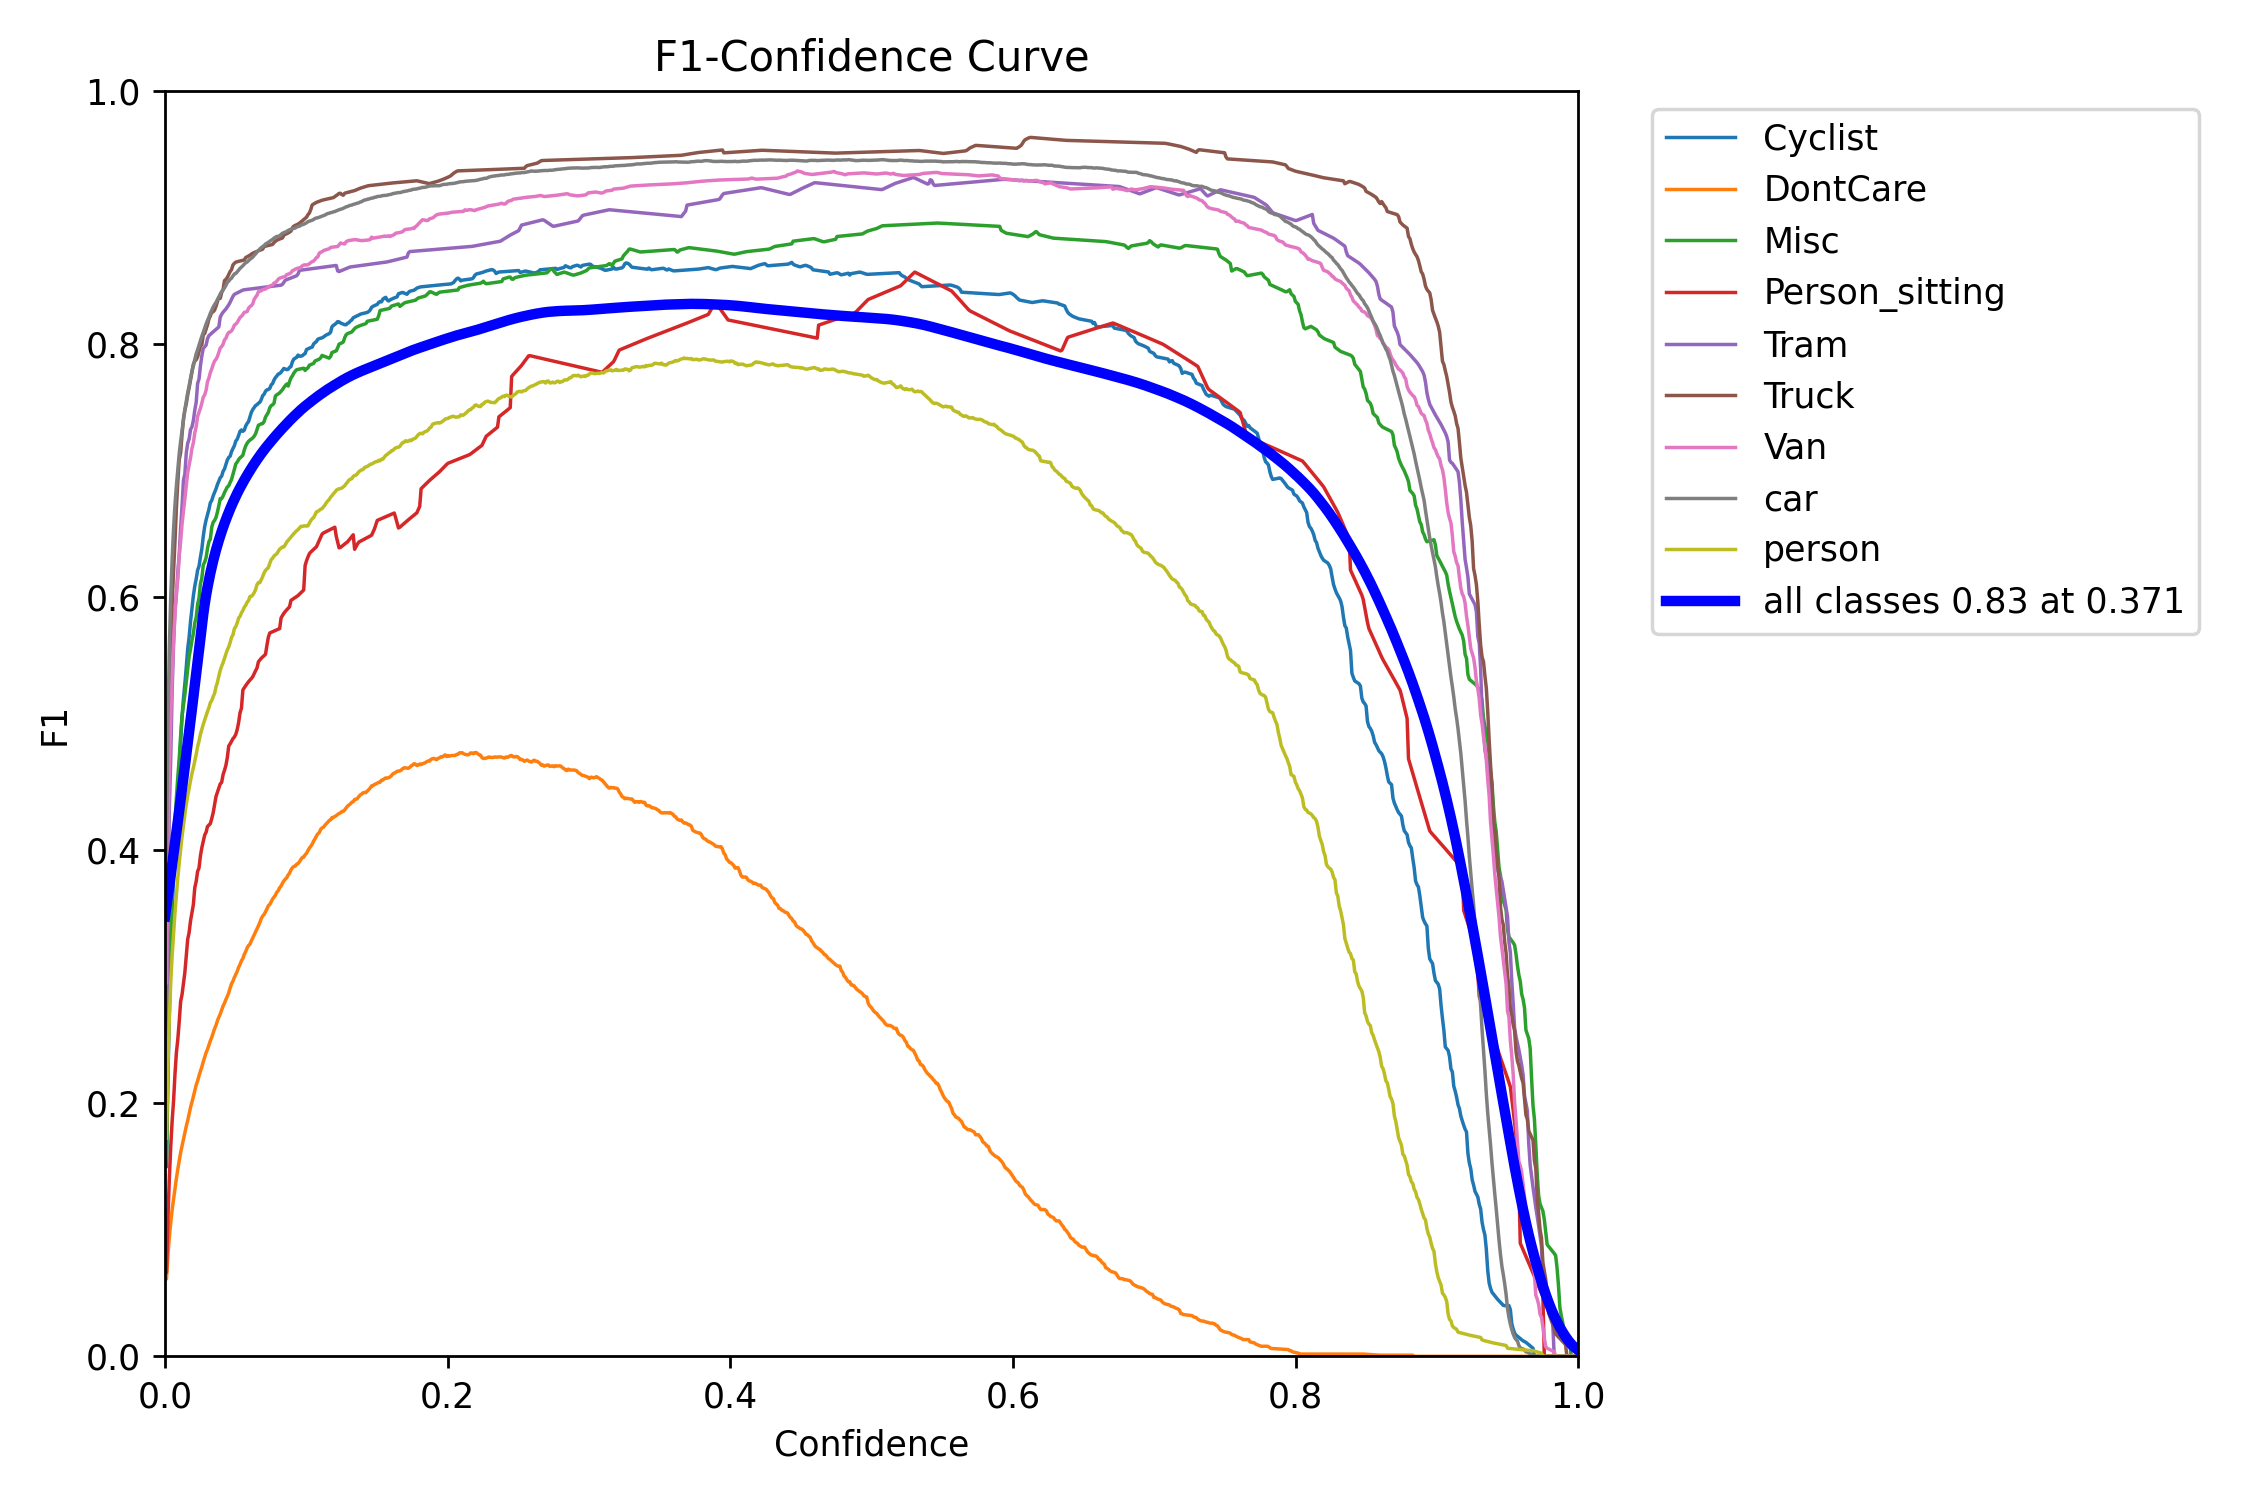 F1-Confidence Curve
1.0
0.8
0.6
0.4
0.2
0.0
F1
0.0 0.2 0.4 0.6 0.8 1.0
Confidence
Cyclist
DontCare
Misc
Person_sitting
Tram
Truck
Van
car
person
all classes 0.83 at 0.371